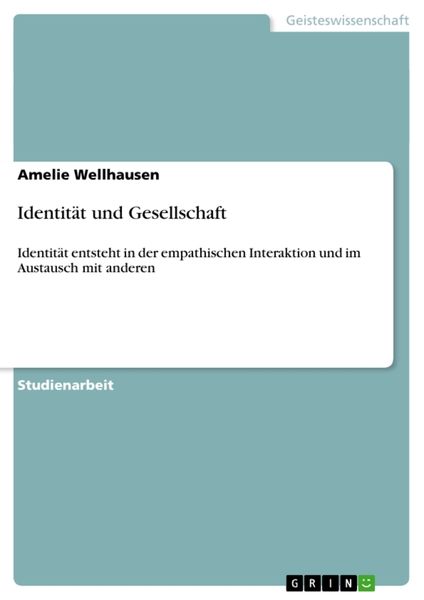 Geisteswissenschaft
Amelie Wellhausen
Identität und Gesellschaft
Identität entsteht in der empathischen Interaktion und im
Austausch mit anderen
Studienarbeit
GRIN